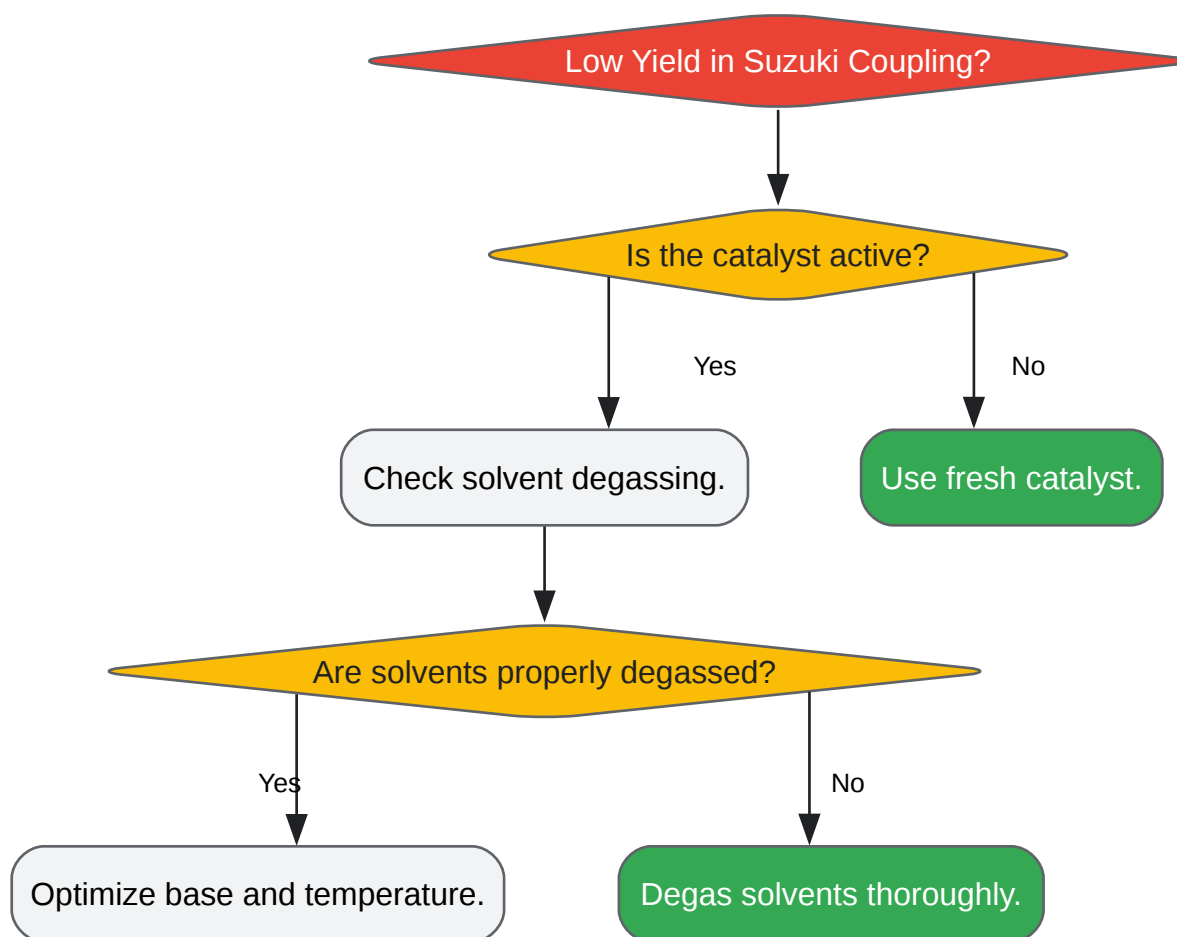 Low Yield in Suzuki Coupling?
Is the catalyst active?
Yes
No
Check solvent degassing.
Use fresh catalyst.
Are solvents properly degassed?
Yes
No
Optimize base and temperature.
Degas solvents thoroughly.